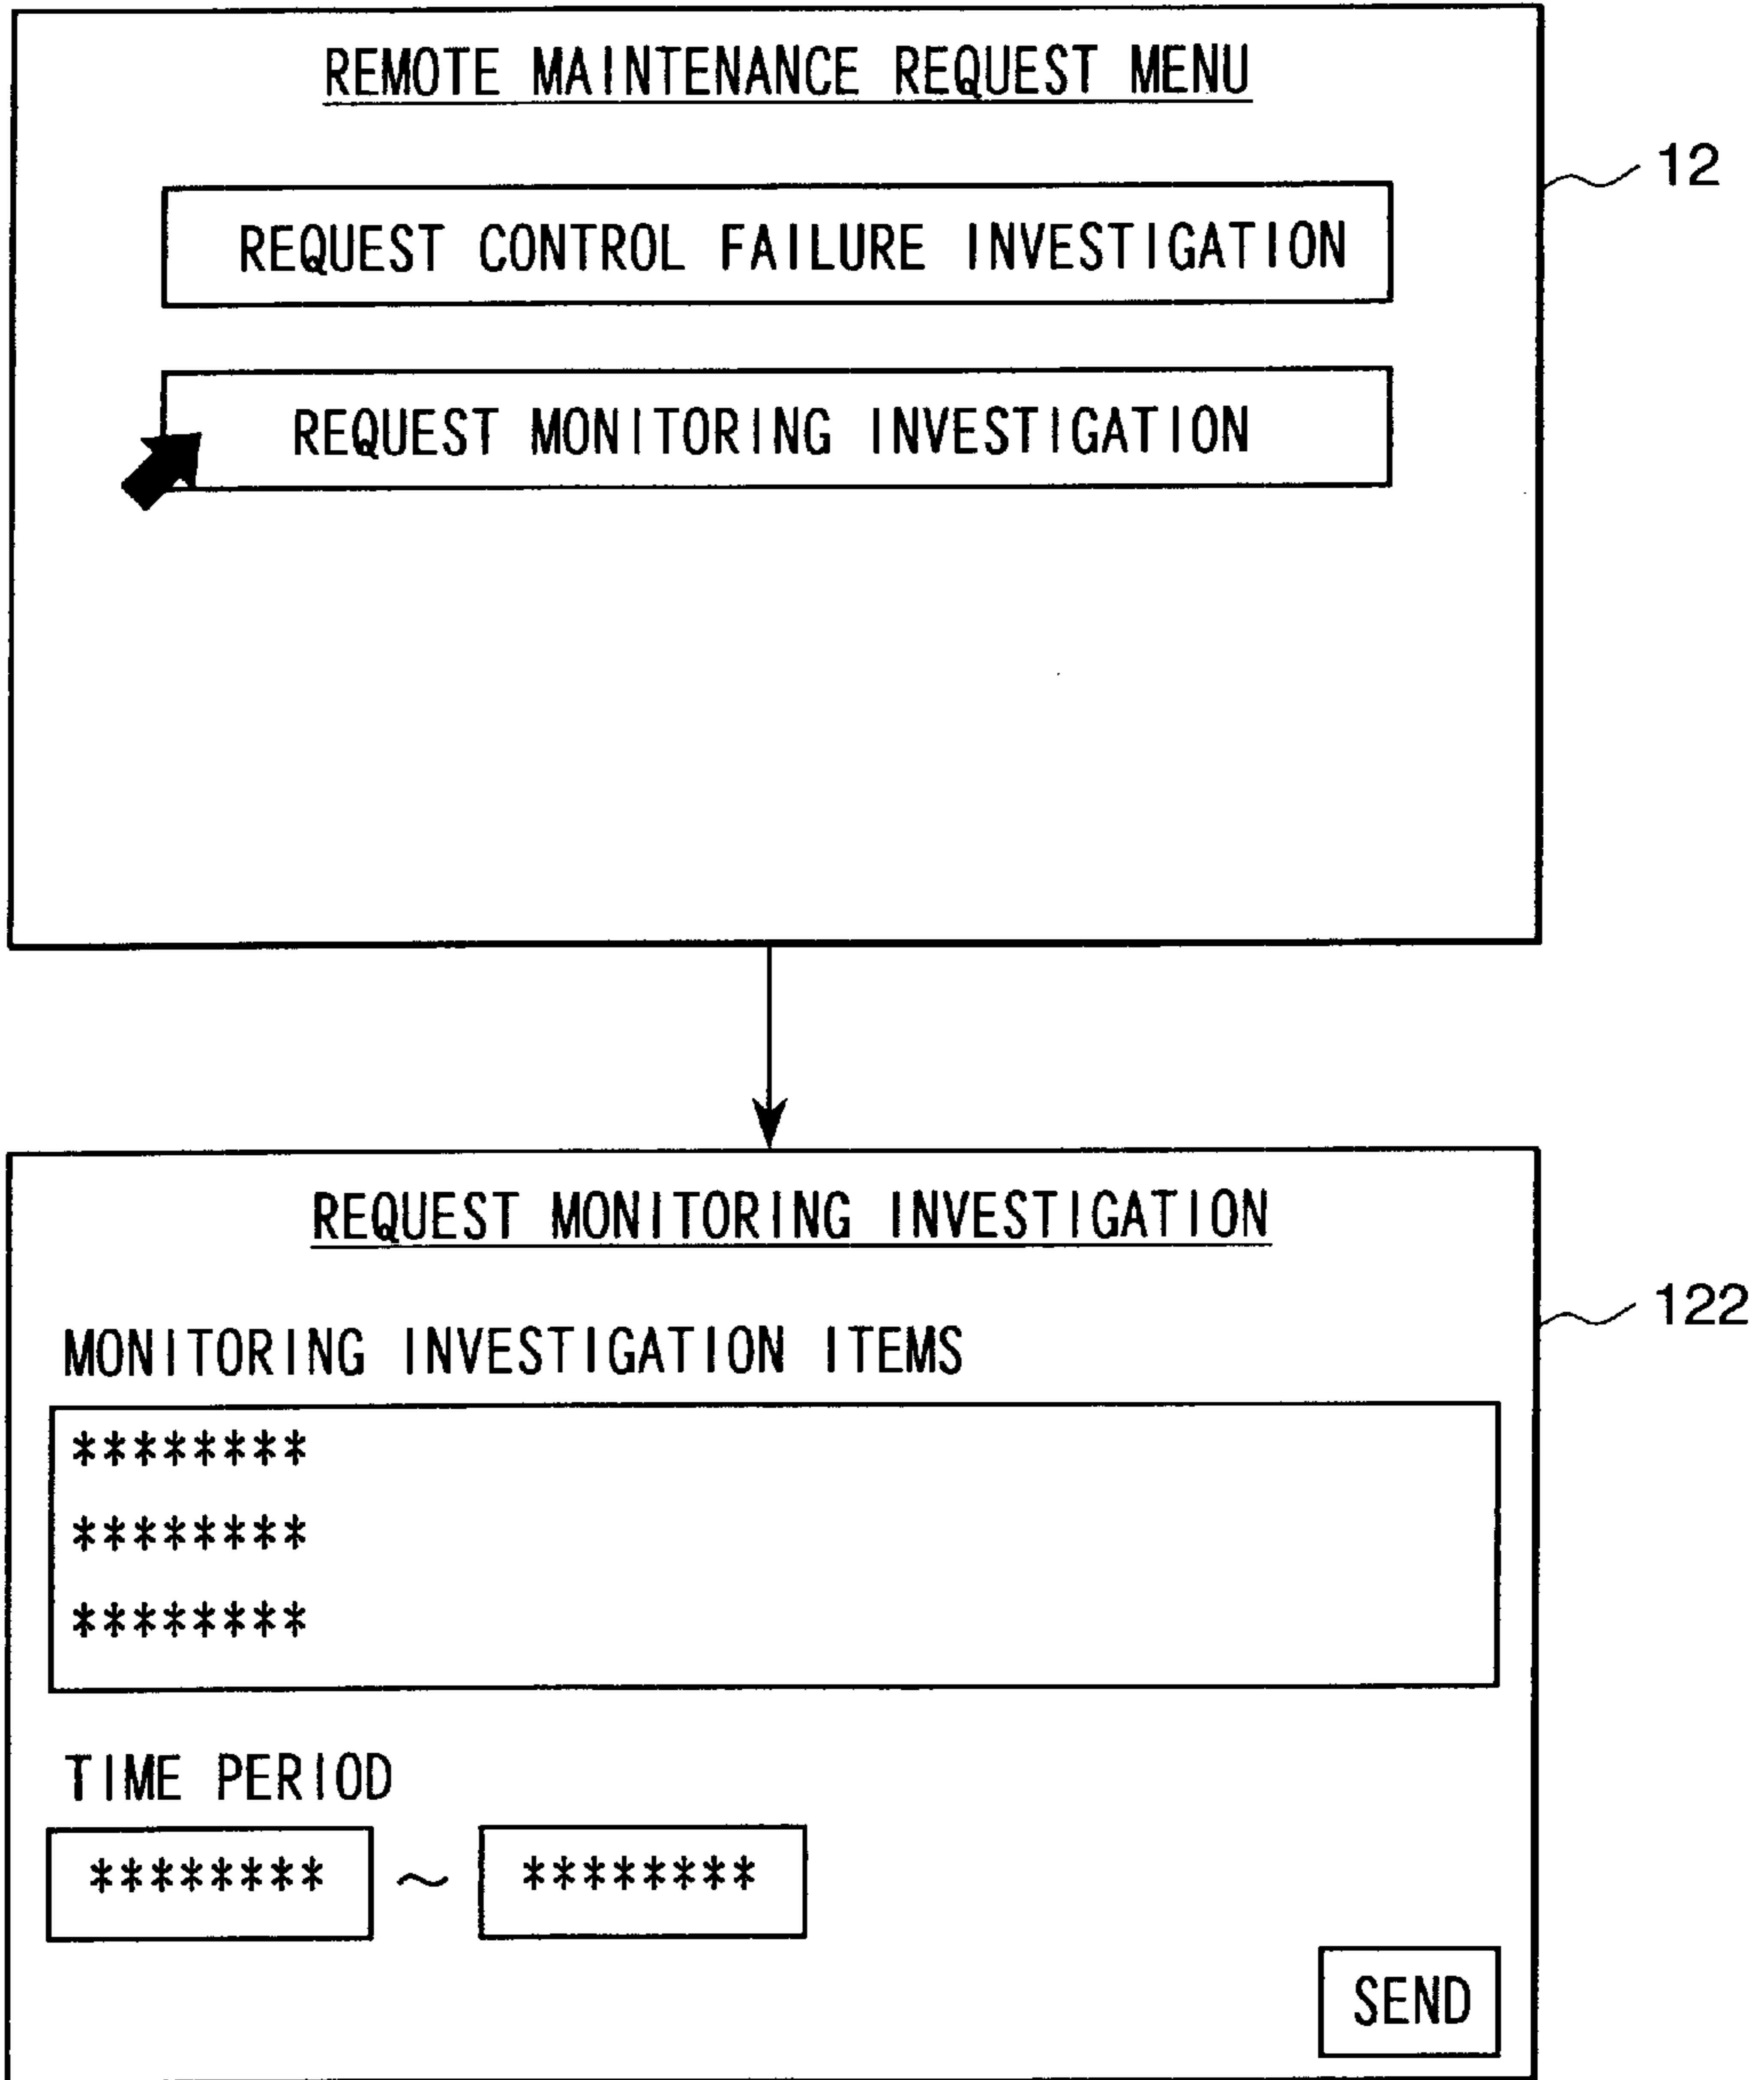 REMOTE MAINTENANCE REQUEST MENU
12
REQUEST CONTROL FAILURE INVESTIGATION
REQUEST MONITORING INVESTIGATION
REQUEST MONITORING INVESTIGATION
122
MONITORING INVESTIGATION ITEMS
********
********
********
TIME PERIOD
******** ~ ********
SEND